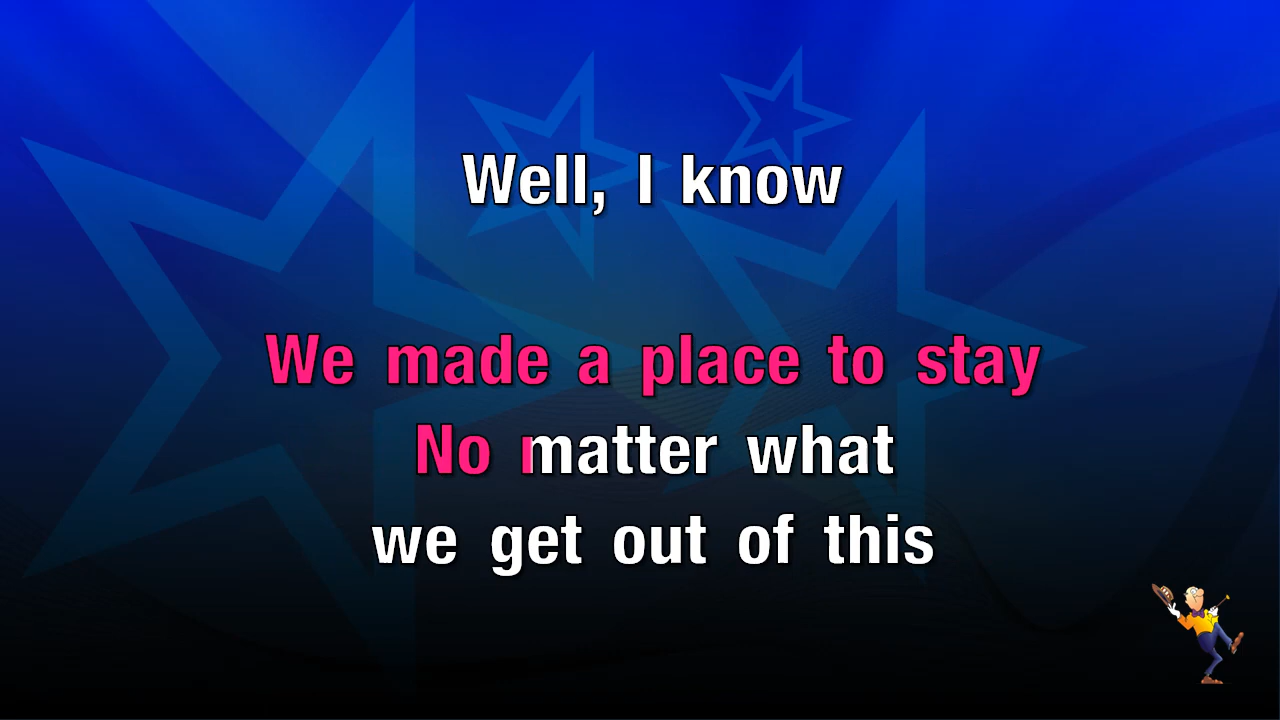 Well, I know
We made a place to stay
No matter what
we get out of this